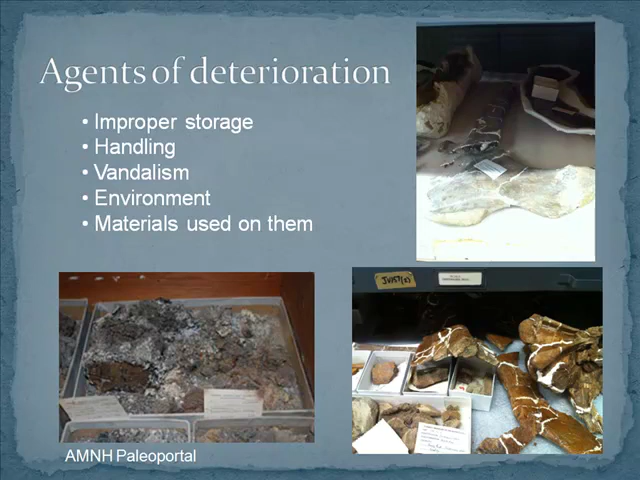 Agents of deterioration
• Improper storage
• Handling
• Vandalism
• Environment
• Materials used on them
AMNH Paleoportal